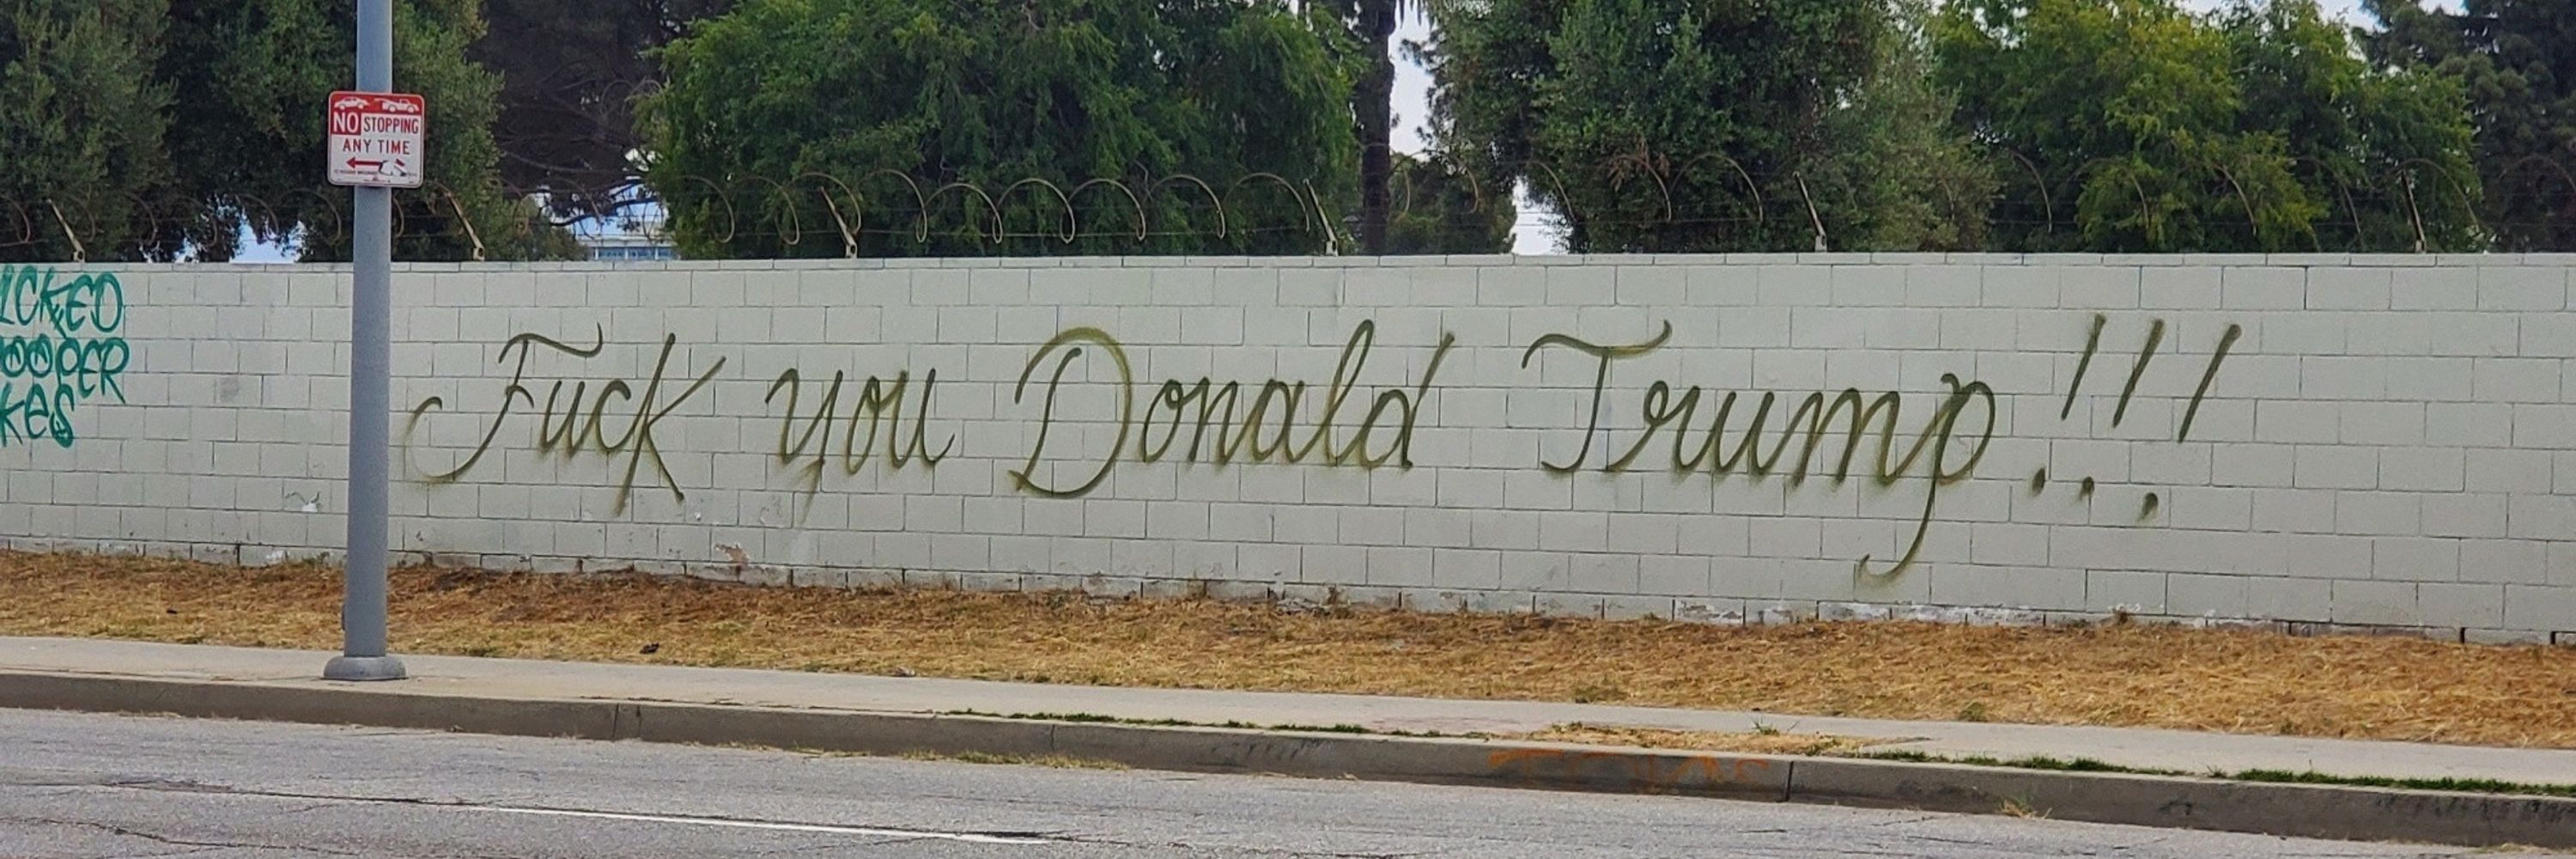 NO STOPPING
ANY TIME
Fuck you Donald Trump!!!